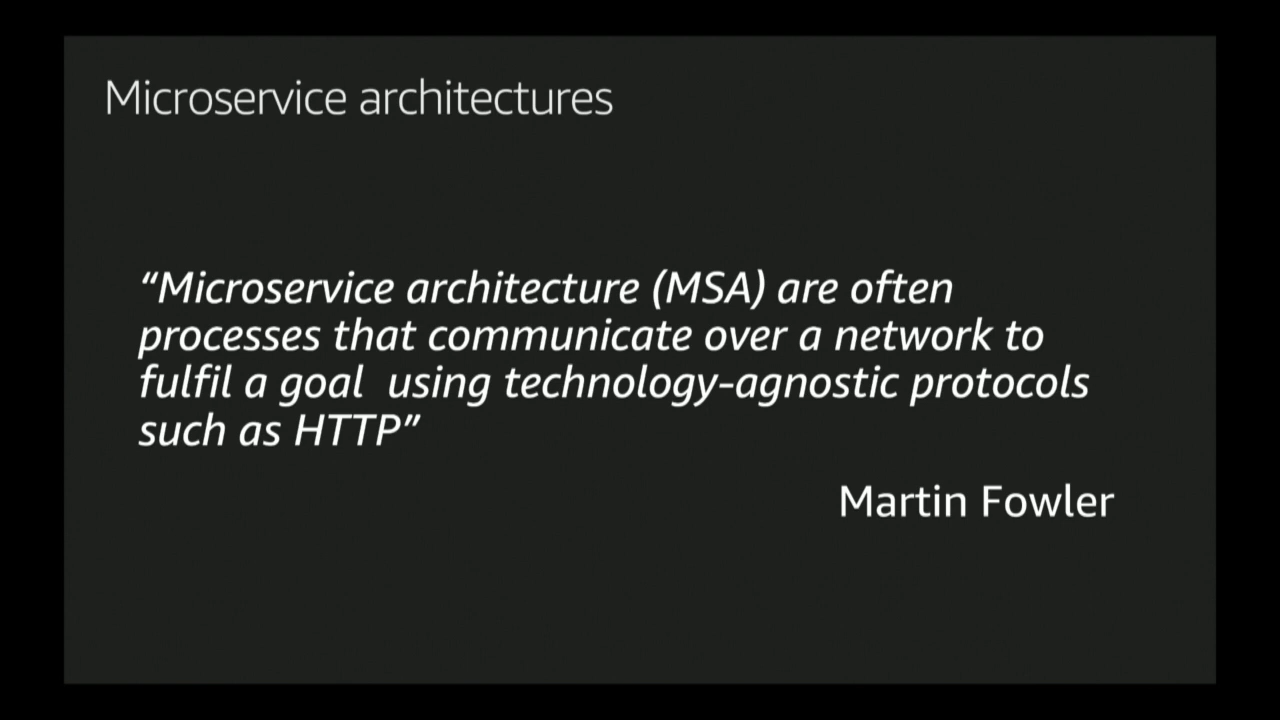 Microservice architectures
“Microservice architecture (MSA) are often
processes that communicate over a network to
fulfil a goal  using technology-agnostic protocols
such as HTTP”
Martin Fowler